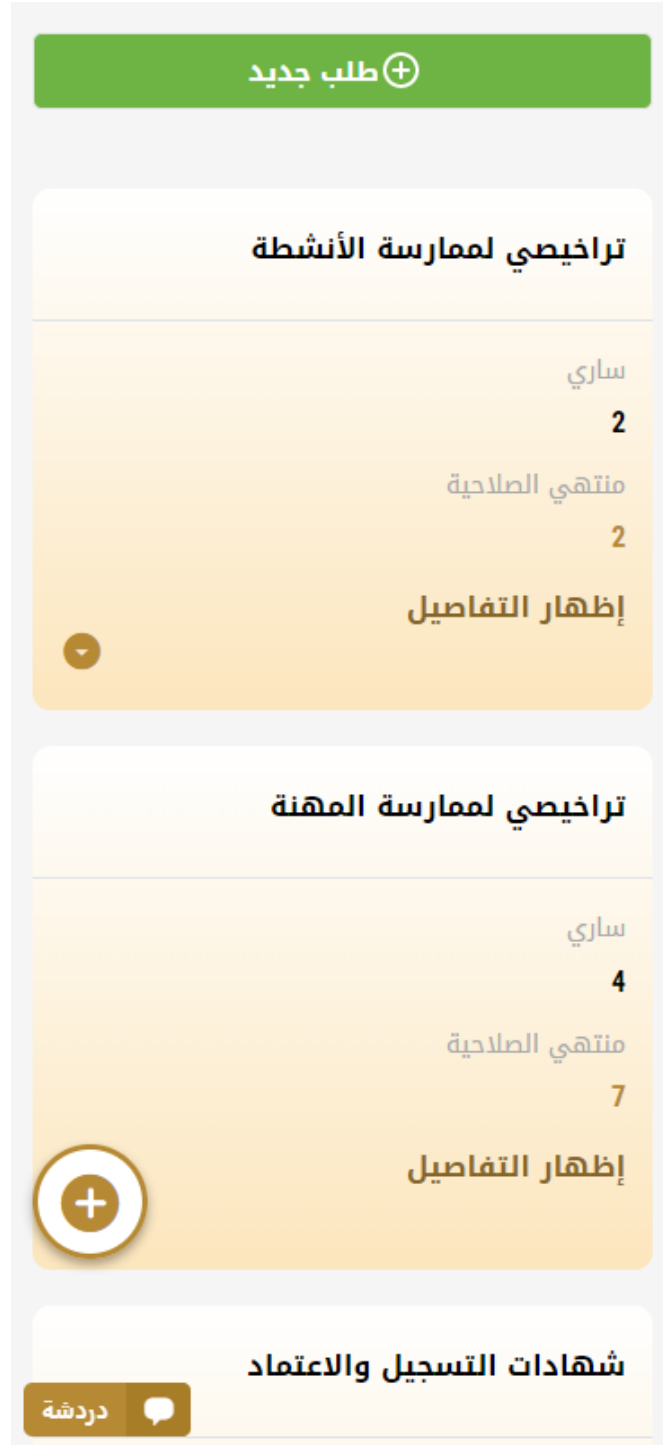 طلب جديد
تراخيصي لممارسة الأنشطة
ساري
2
منتهي الصلاحية
2
إظهار التفاصيل
تراخيصي لممارسة المهنة
ساري
4
منتهي الصلاحية
7
إظهار التفاصيل
شهادات التسجيل والاعتماد
دردشة